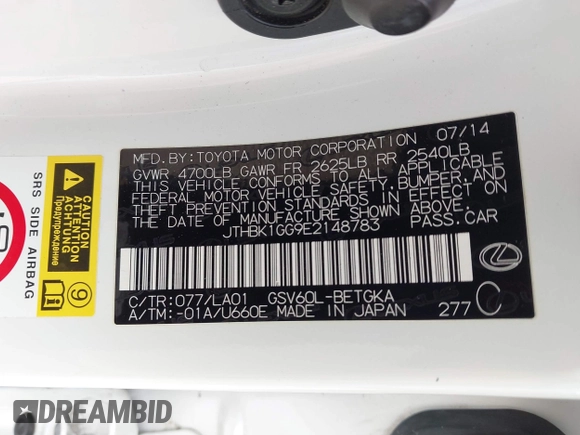 MFD.BY:TOYOTA MOTOR CORPORATION 07/14
GVWR 4700LB GAWR FR 2625LB RR 2540LB
THIS VEHICLE CONFORMS TO ALL APPLICABLE
FEDERAL MOTOR VEHICLE SAFETY, BUMPER, AND
THEFT PREVENTION STANDARDS IN EFFECT ON
THE DATE OF MANUFACTURE SHOWN ABOVE.
JTHBK1GG9E2148783 PASS.CAR
C/TR:077/LA01 GSV60L-BETGKA
A/TM:-01A/U660E MADE IN JAPAN 277 C
SRS SIDE AIRBAG
CAUTION
ATTENTION
Предупреждение
9
DREAMBID